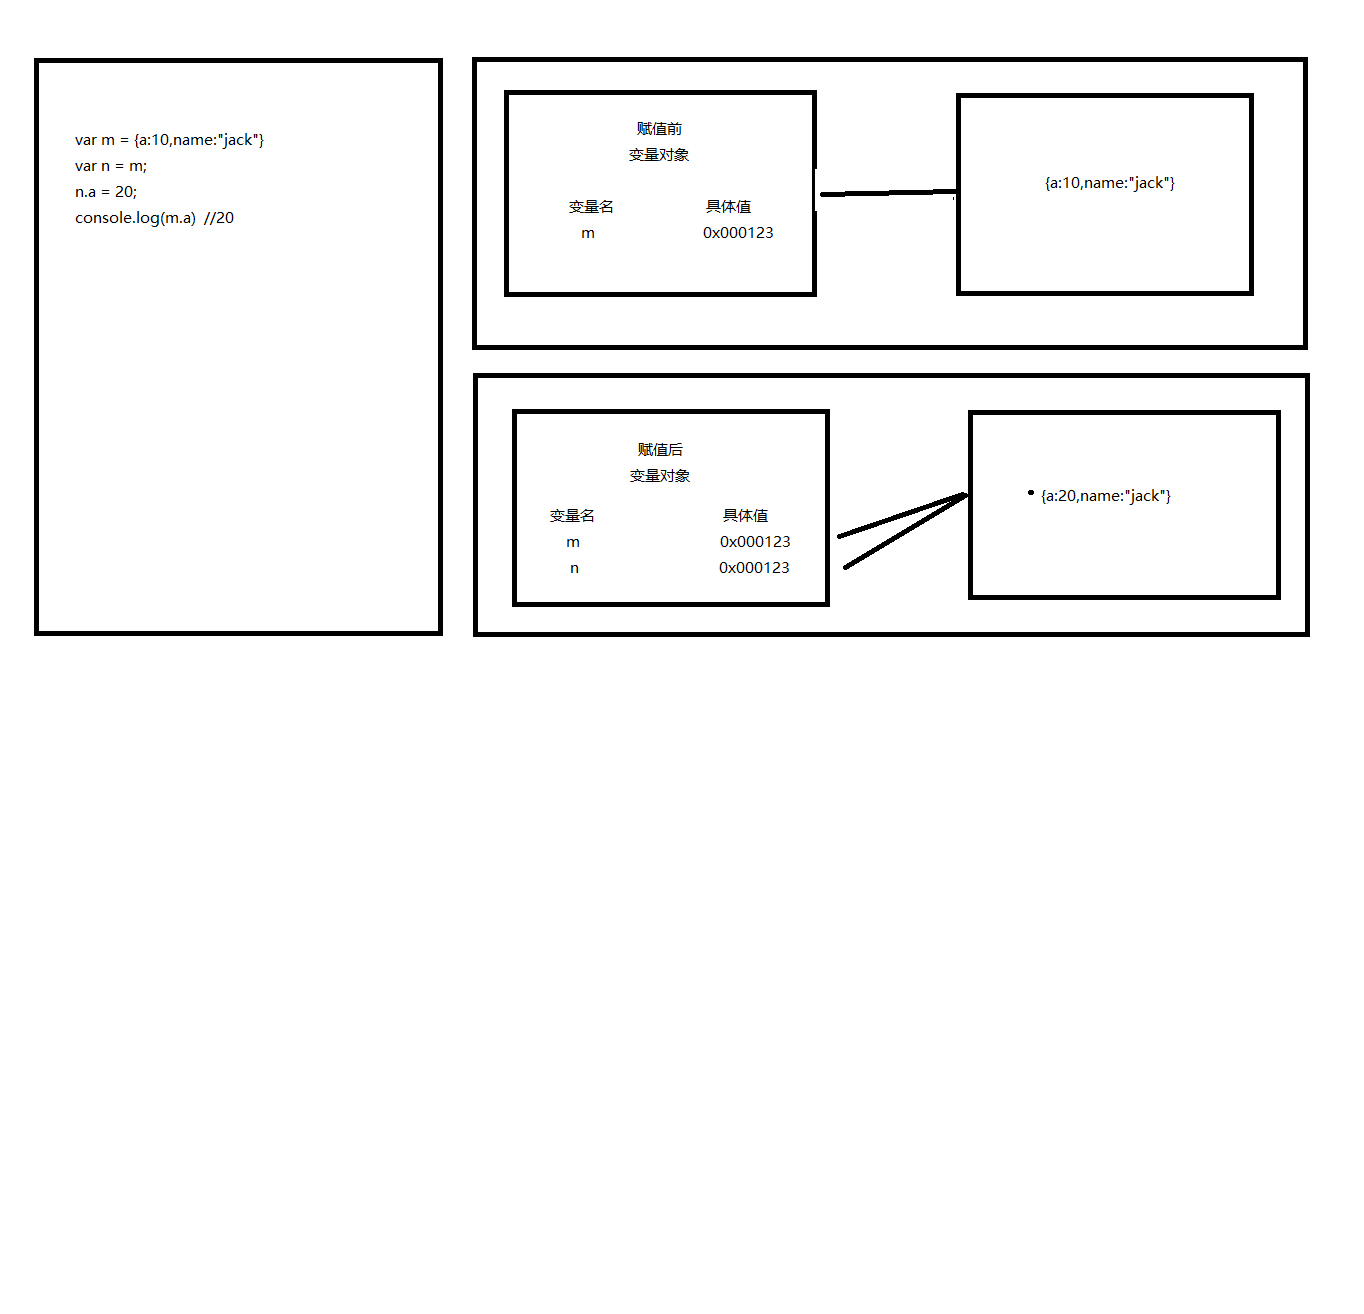 var m = {a:10,name:"jack"}
var n = m;
n.a = 20;
console.log(m.a)  //20
赋值前
变量对象
变量名 具体值
m 0x000123
{a:10,name:"jack"}
赋值后
变量对象
变量名 具体值
m 0x000123
n 0x000123
{a:20,name:"jack"}